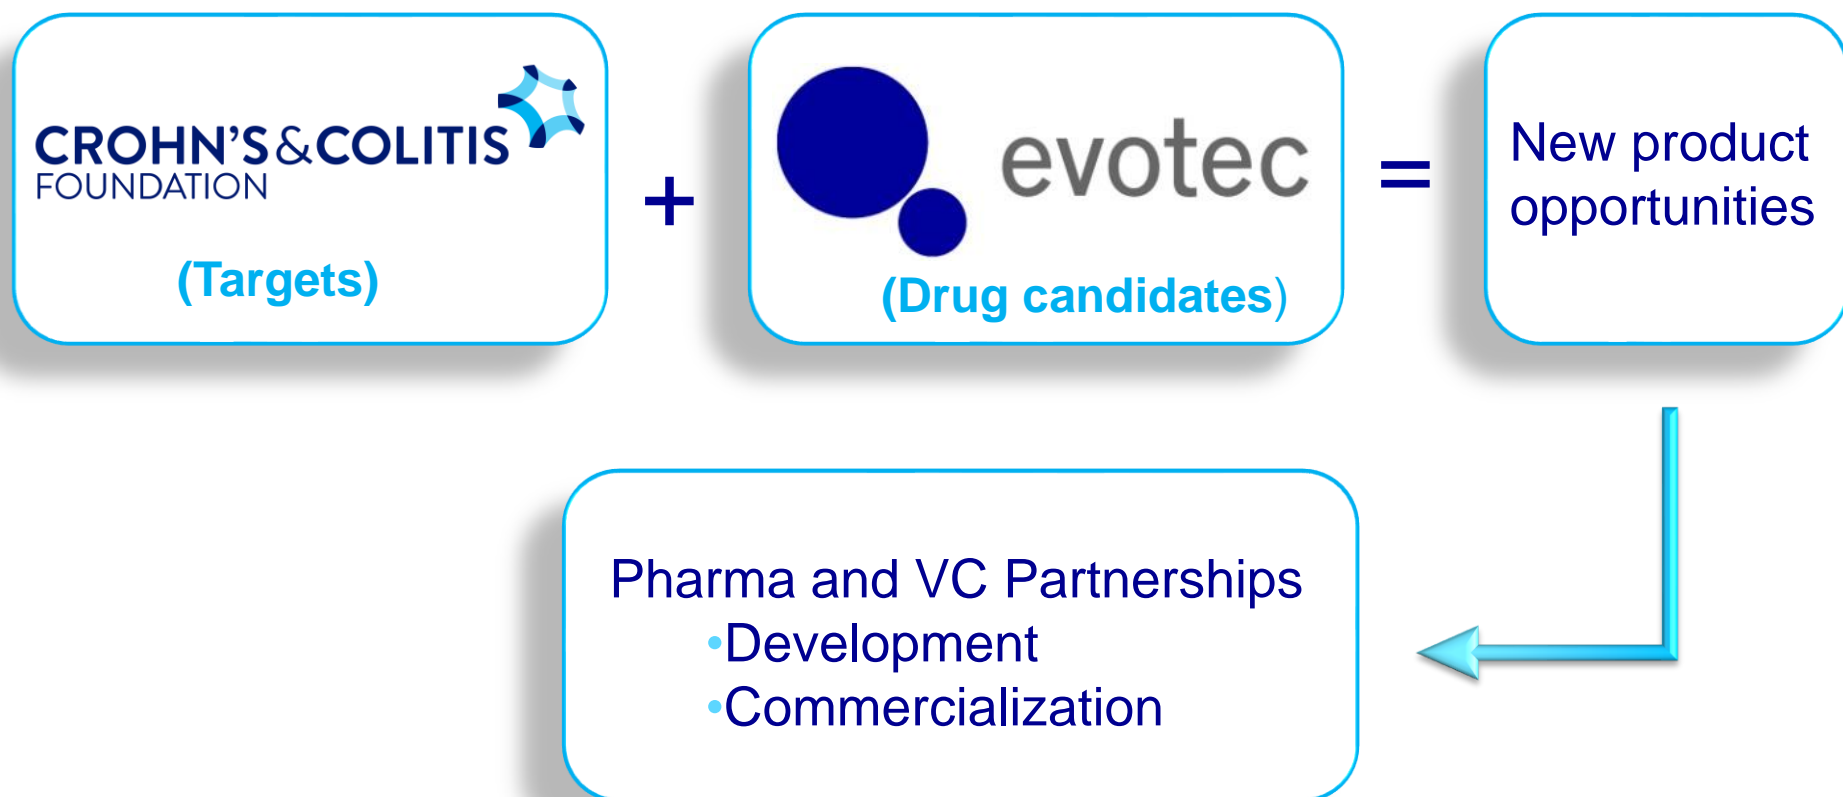 CROHN'S & COLITIS
FOUNDATION
(Targets)
+
evotec
(Drug candidates)
=
New product
opportunities
Pharma and VC Partnerships
•Development
•Commercialization